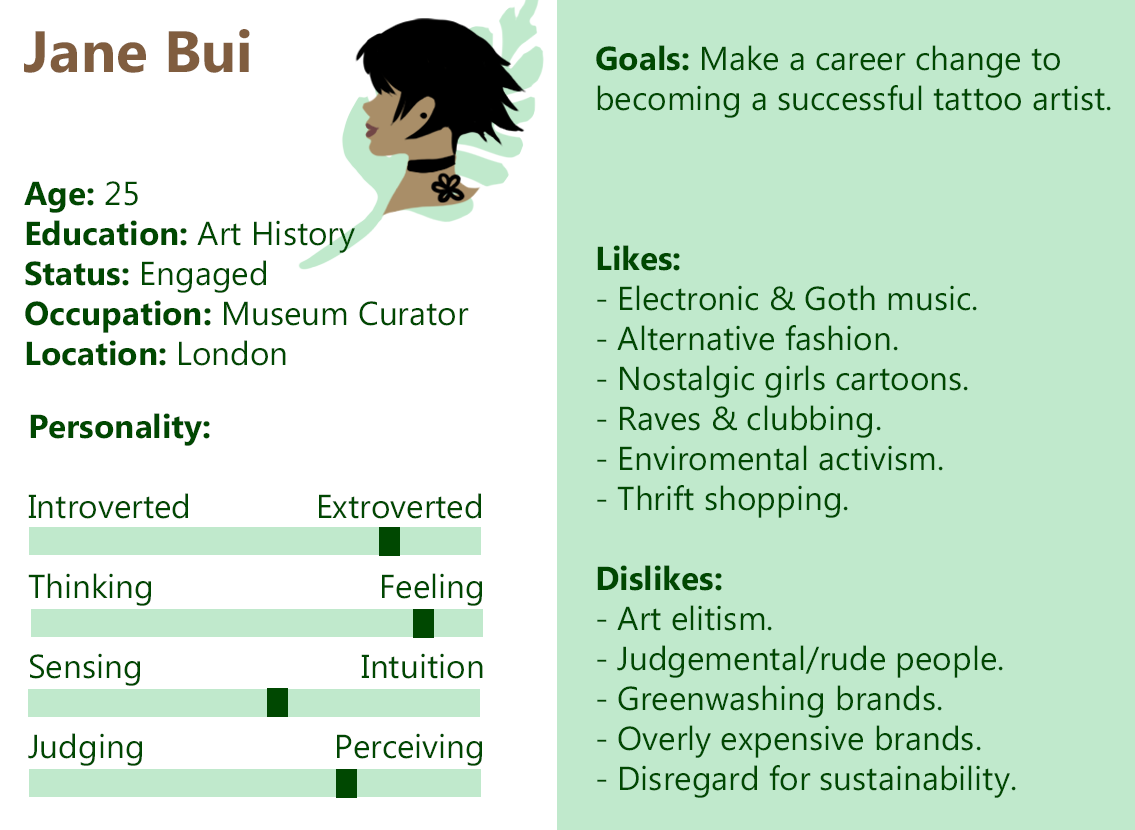 Jane Bui
Age: 25
Education: Art History
Status: Engaged
Occupation: Museum Curator
Location: London
Personality:
Introverted Extroverted
Thinking Feeling
Sensing Intuition
Judging Perceiving
Goals: Make a career change to
becoming a successful tattoo artist.
Likes:
- Electronic & Goth music.
- Alternative fashion.
- Nostalgic girls cartoons.
- Raves & clubbing.
- Enviromental activism.
- Thrift shopping.
Dislikes:
- Art elitism.
- Judgemental/rude people.
- Greenwashing brands.
- Overly expensive brands.
- Disregard for sustainability.